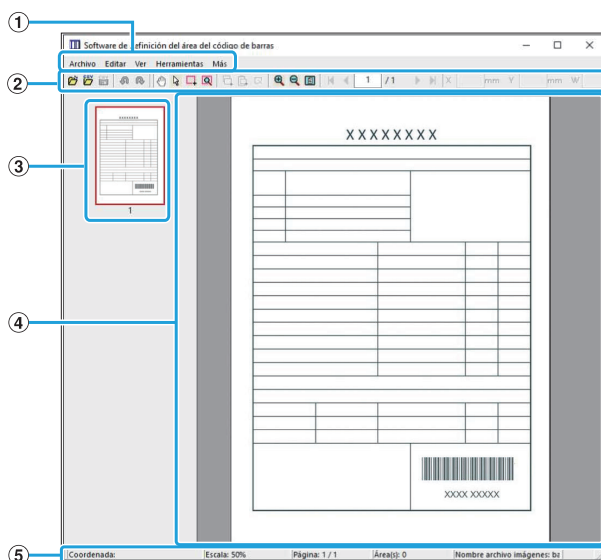 1
Software de definición del área del código de barras
Archivo Editar Ver Herramientas Más
2
1 / 1 X mm Y mm W
3
XXXXXXXX
1
XXXXXXXX
4
XXXX XXXXX
5
Coordenada: Escala: 50% Página: 1 / 1 Área(s): 0 Nombre archivo imágenes: ba